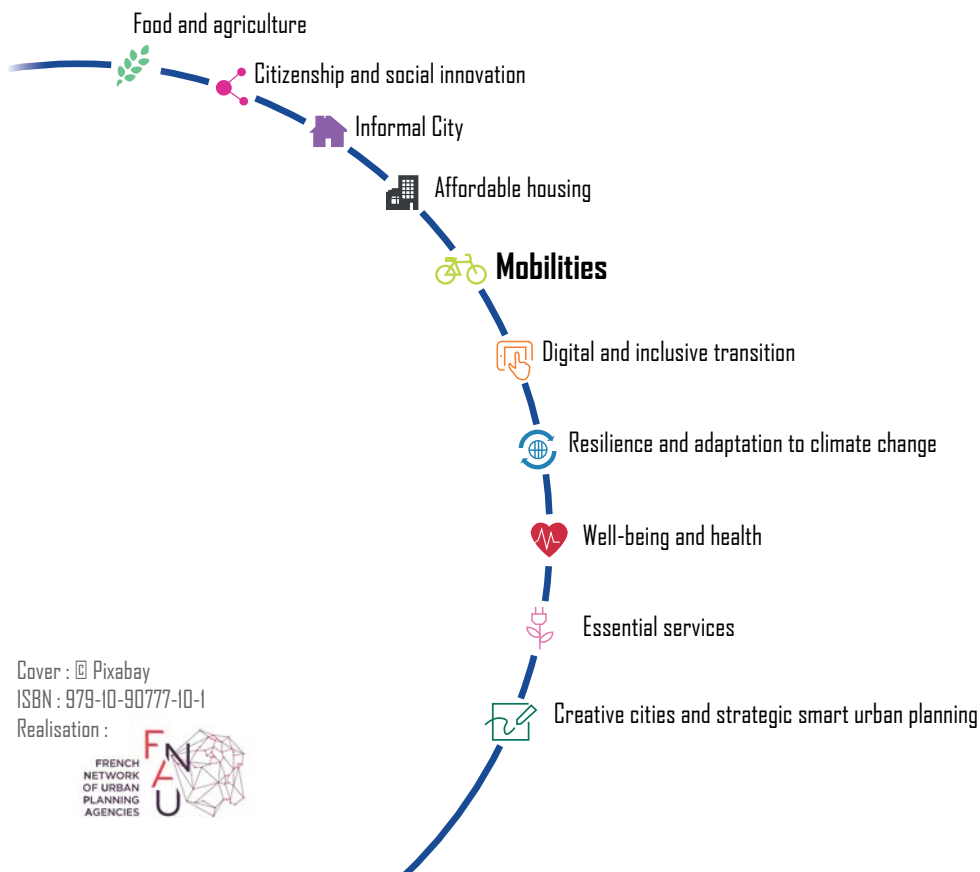 Food and agriculture
Citizenship and social innovation
Informal City
Affordable housing
Mobilities
Digital and inclusive transition
Resilience and adaptation to climate change
Well-being and health
Essential services
Creative cities and strategic smart urban planning
Cover : © Pixabay
ISBN : 979-10-90777-10-1
Realisation :
FRENCH
NETWORK
OF URBAN
PLANNING
AGENCIES
FNAU